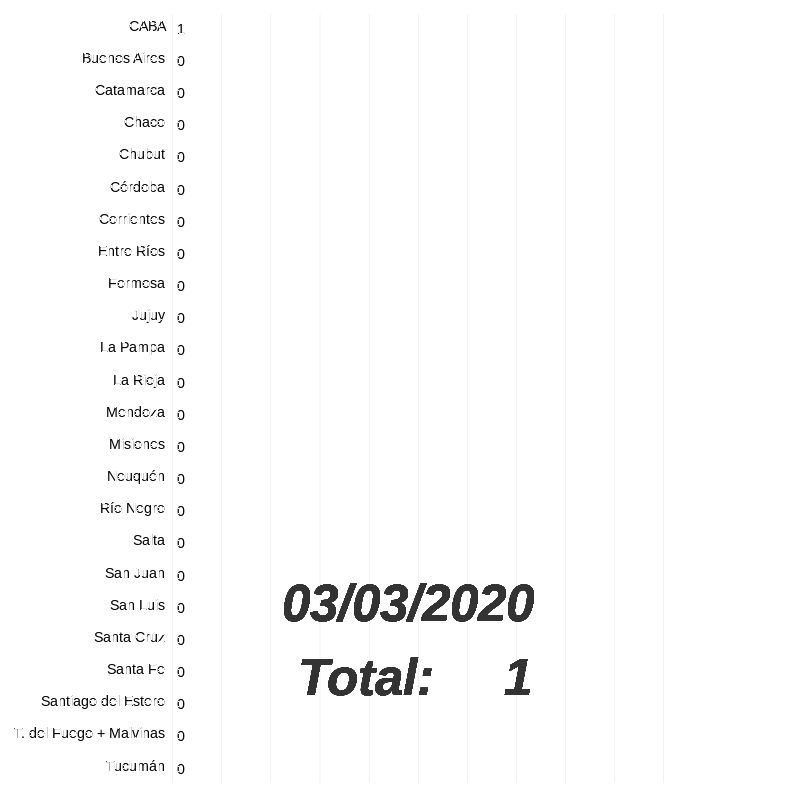 CABA 1
Buenos Aires 0
Catamarca 0
Chaco 0
Chubut 0
Córdoba 0
Corrientes 0
Entre Ríos 0
Formosa 0
Jujuy 0
La Pampa 0
La Rioja 0
Mendoza 0
Misiones 0
Neuquén 0
Río Negro 0
Salta 0
San Juan 0
San Luis 0
Santa Cruz 0
Santa Fe 0
Santiago del Estero 0
T. del Fuego + Malvinas 0
Tucumán 0
03/03/2020
Total: 1